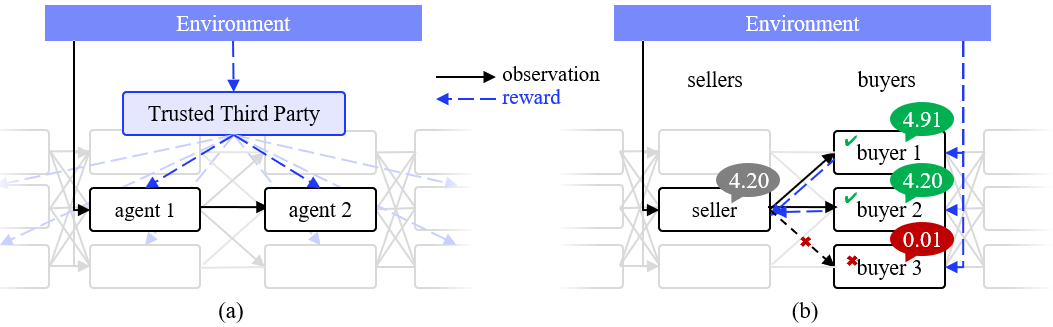 Environment
Trusted Third Party
agent 1
agent 2
(a)
observation
reward
Environment
sellers
buyers
4.91
buyer 1
4.20
seller
4.20
buyer 2
0.01
buyer 3
(b)